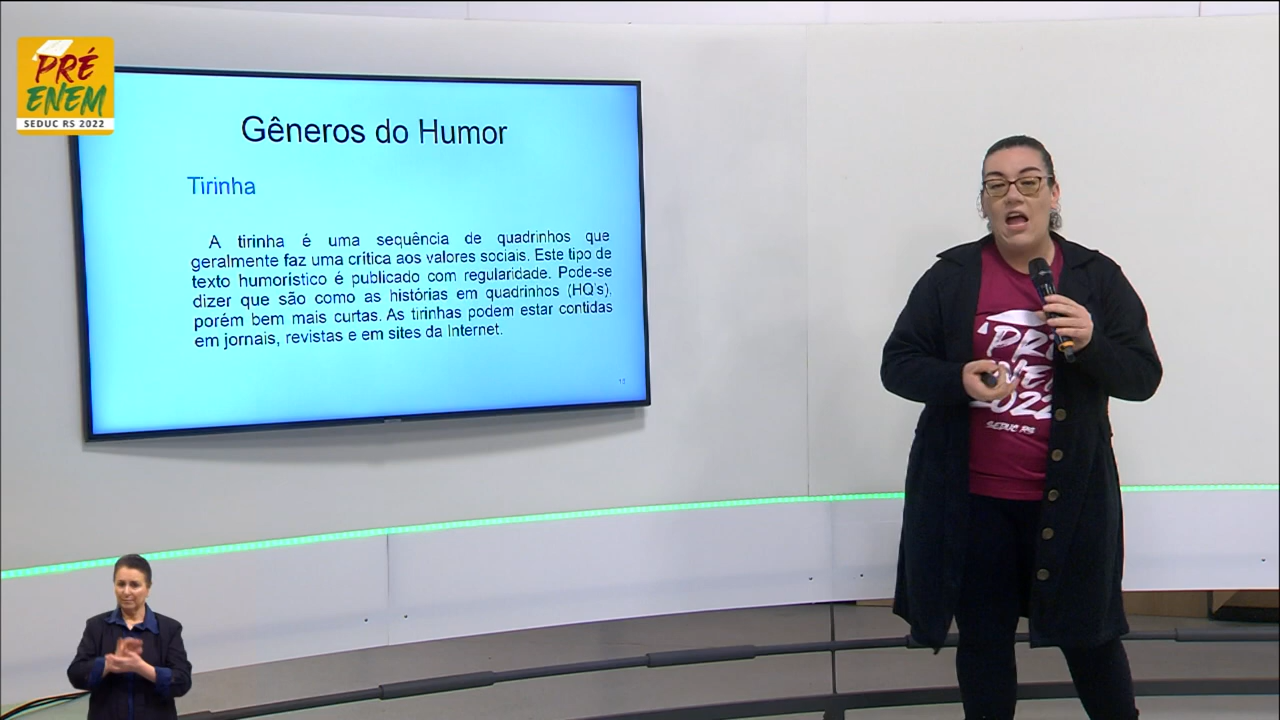 PRÉ
ENEM
SEDUC RS 2022
Gêneros do Humor
Tirinha
A tirinha é uma sequência de quadrinhos que
geralmente faz uma crítica aos valores sociais. Este tipo de
texto humorístico é publicado com regularidade. Pode-se
dizer que são como as histórias em quadrinhos (HQ's),
porém bem mais curtas. As tirinhas podem estar contidas
em jornais, revistas e em sites da Internet.
PRÉ
ENEM
2022
SEDUC RS